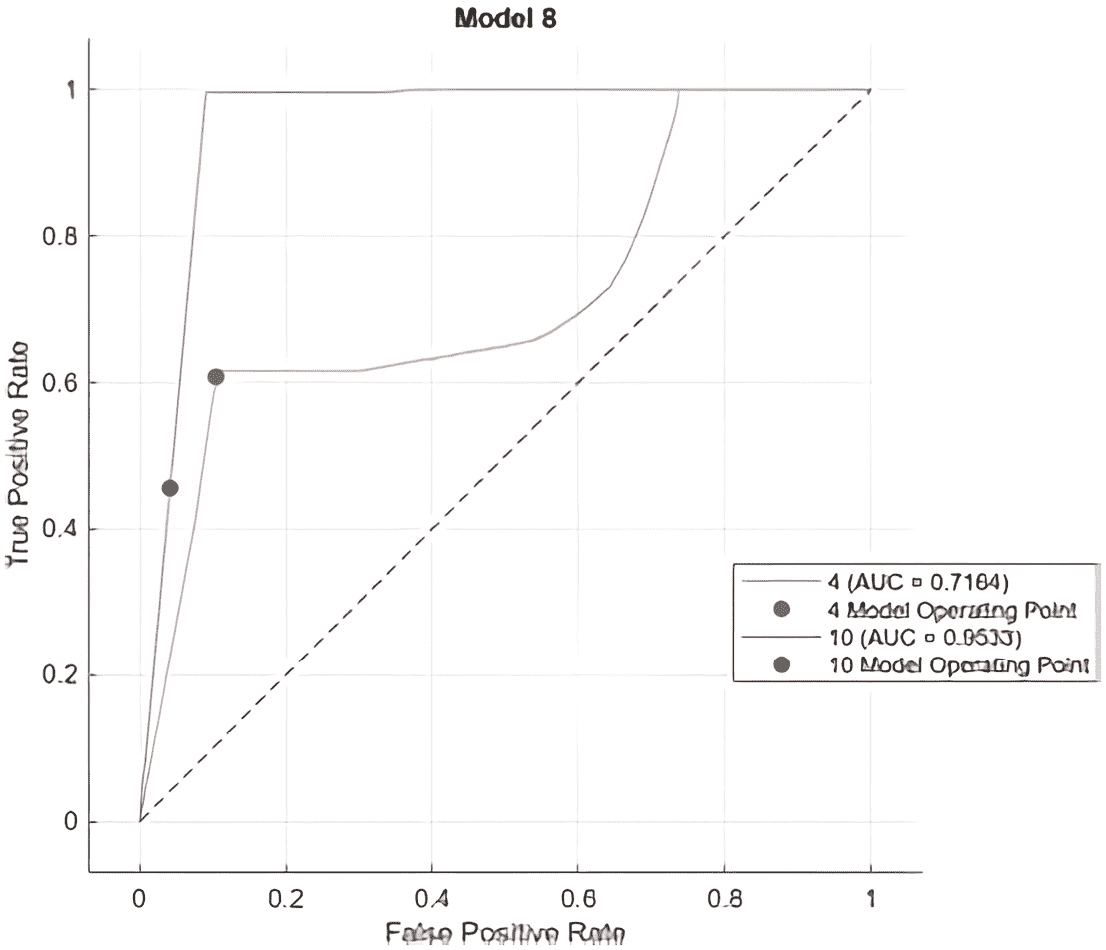 Model 8
1
0.8
0.6
0.4
0.2
0
True Positive Rate
0 0.2 0.4 0.6 0.8 1
False Positive Rate
4 (AUC = 0.7164)
4 Model Operating Point
10 (AUC =
10 Model Operating Point